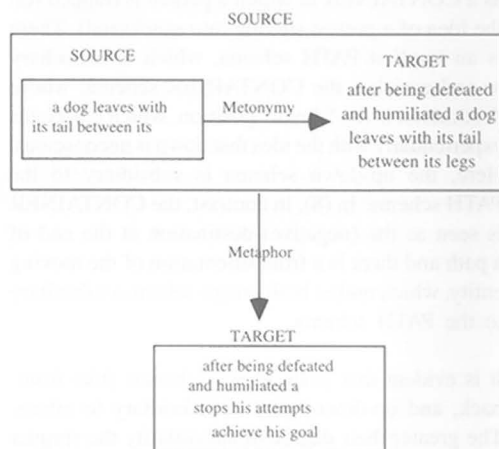 SOURCE
SOURCE
a dog leaves with
its tail between its
Metonymy
TARGET
after being defeated
and humiliated a dog
leaves with its tail
between its legs
Metaphor
TARGET
after being defeated
and humiliated a
stops his attempts
achieve his goal